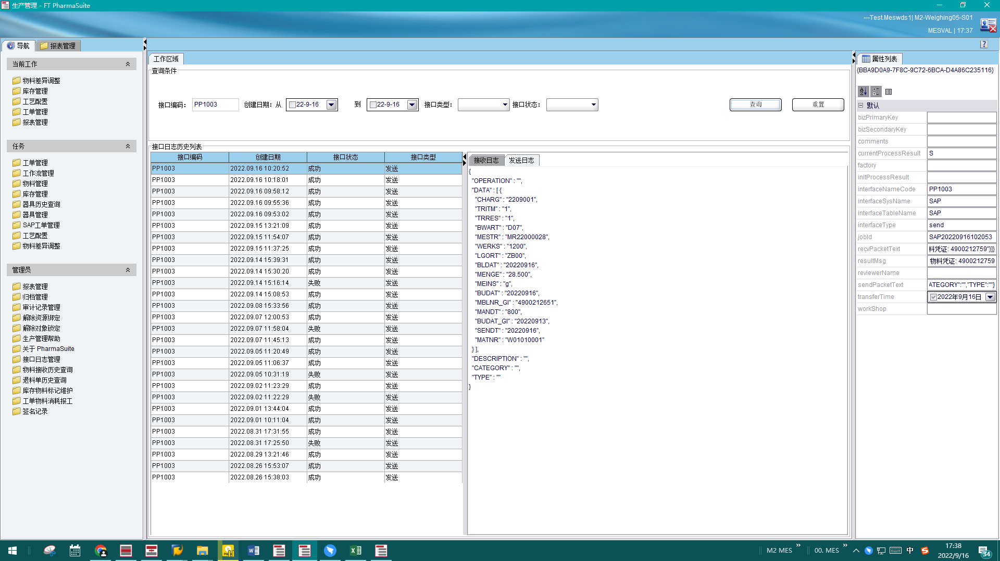 生产管理 - FT PharmaSuite
---Test.Meswds1| M2-Weighing05-S01
MESVAL | 17:37
导航
报表管理
当前工作
物料差异调整
库存管理
工艺配置
工单管理
报表管理
任务
工单管理
工作流管理
物料管理
库存管理
器具历史查询
器具管理
SAP工单管理
工艺配置
物料差异调整
管理员
报表管理
归档管理
审计记录管理
解除资源绑定
解除对象锁定
生产管理帮助
关于 PharmaSuite
接口日志管理
物料接收历史查询
退料单历史查询
库存物料标记维护
工单物料消耗报工
签名记录
工作区域
查询条件
接口编码: PP1003 创建日期: 从 22-9-16 到 22-9-16 接口类型: 接口状态: 查询 重置
接口日志历史列表
接口编码 创建日期 接口状态 接口类型
PP1003 2022.09.16 10:20:52 成功 发送
PP1003 2022.09.16 10:18:01 成功 发送
PP1003 2022.09.16 09:58:12 成功 发送
PP1003 2022.09.16 09:55:36 成功 发送
PP1003 2022.09.16 09:53:02 成功 发送
PP1003 2022.09.15 13:21:09 成功 发送
PP1003 2022.09.15 11:54:07 成功 发送
PP1003 2022.09.15 11:37:25 成功 发送
PP1003 2022.09.14 15:39:31 成功 发送
PP1003 2022.09.14 15:30:20 成功 发送
PP1003 2022.09.14 15:16:14 失败 发送
PP1003 2022.09.14 15:08:53 成功 发送
PP1003 2022.09.08 15:33:56 成功 发送
PP1003 2022.09.07 12:00:53 成功 发送
PP1003 2022.09.07 11:58:04 失败 发送
PP1003 2022.09.07 11:45:13 成功 发送
PP1003 2022.09.05 11:20:49 成功 发送
PP1003 2022.09.05 11:06:37 成功 发送
PP1003 2022.09.05 10:31:19 失败 发送
PP1003 2022.09.02 11:23:29 成功 发送
PP1003 2022.09.02 11:22:29 失败 发送
PP1003 2022.09.01 13:44:04 成功 发送
PP1003 2022.09.01 10:11:04 成功 发送
PP1003 2022.08.31 17:31:55 成功 发送
PP1003 2022.08.31 17:25:50 失败 发送
PP1003 2022.08.29 13:21:46 成功 发送
PP1003 2022.08.26 15:53:07 成功 发送
PP1003 2022.08.26 15:38:03 成功 发送
接收日志 发送日志
{
"OPERATION" : "",
"DATA" : [ {
"CHARG" : "2209001",
"TRITM" : "1",
"TRRES" : "1",
"BWART" : "D07",
"MESTR" : "MR22000028",
"WERKS" : "1200",
"LGORT" : "ZB00",
"BLDAT" : "20220916",
"MENGE" : "28.500",
"MEINS" : "g",
"BUDAT" : "20220916",
"MBLNR_GI" : "4900212651",
"MANDT" : "800",
"BUDAT_GI" : "20220913",
"SENDT" : "20220916",
"MATNR" : "W01010001"
} ],
"DESCRIPTION" : "",
"CATEGORY" : "",
"TYPE" : ""
}
属性列表
{BBA9D0A9-7F8C-9C72-6BCA-D4A86C235116}
默认
bizPrimaryKey
bizSecondaryKey
comments
currentProcessResult S
factory
initProcessResult
interfaceNameCode PP1003
interfaceSysName SAP
interfaceTableName SAP
interfaceType send
jobId SAP20220916102053
recvPacketText 料凭证: 4900212759"}]}
resultMsg 物料凭证: 4900212759
reviewerName
sendPacketText ATEGORY":"","TYPE":""}
transferTime 2022年9月16日
workShop
M2 MES
00. MES
中
17:38
2022/9/16
34